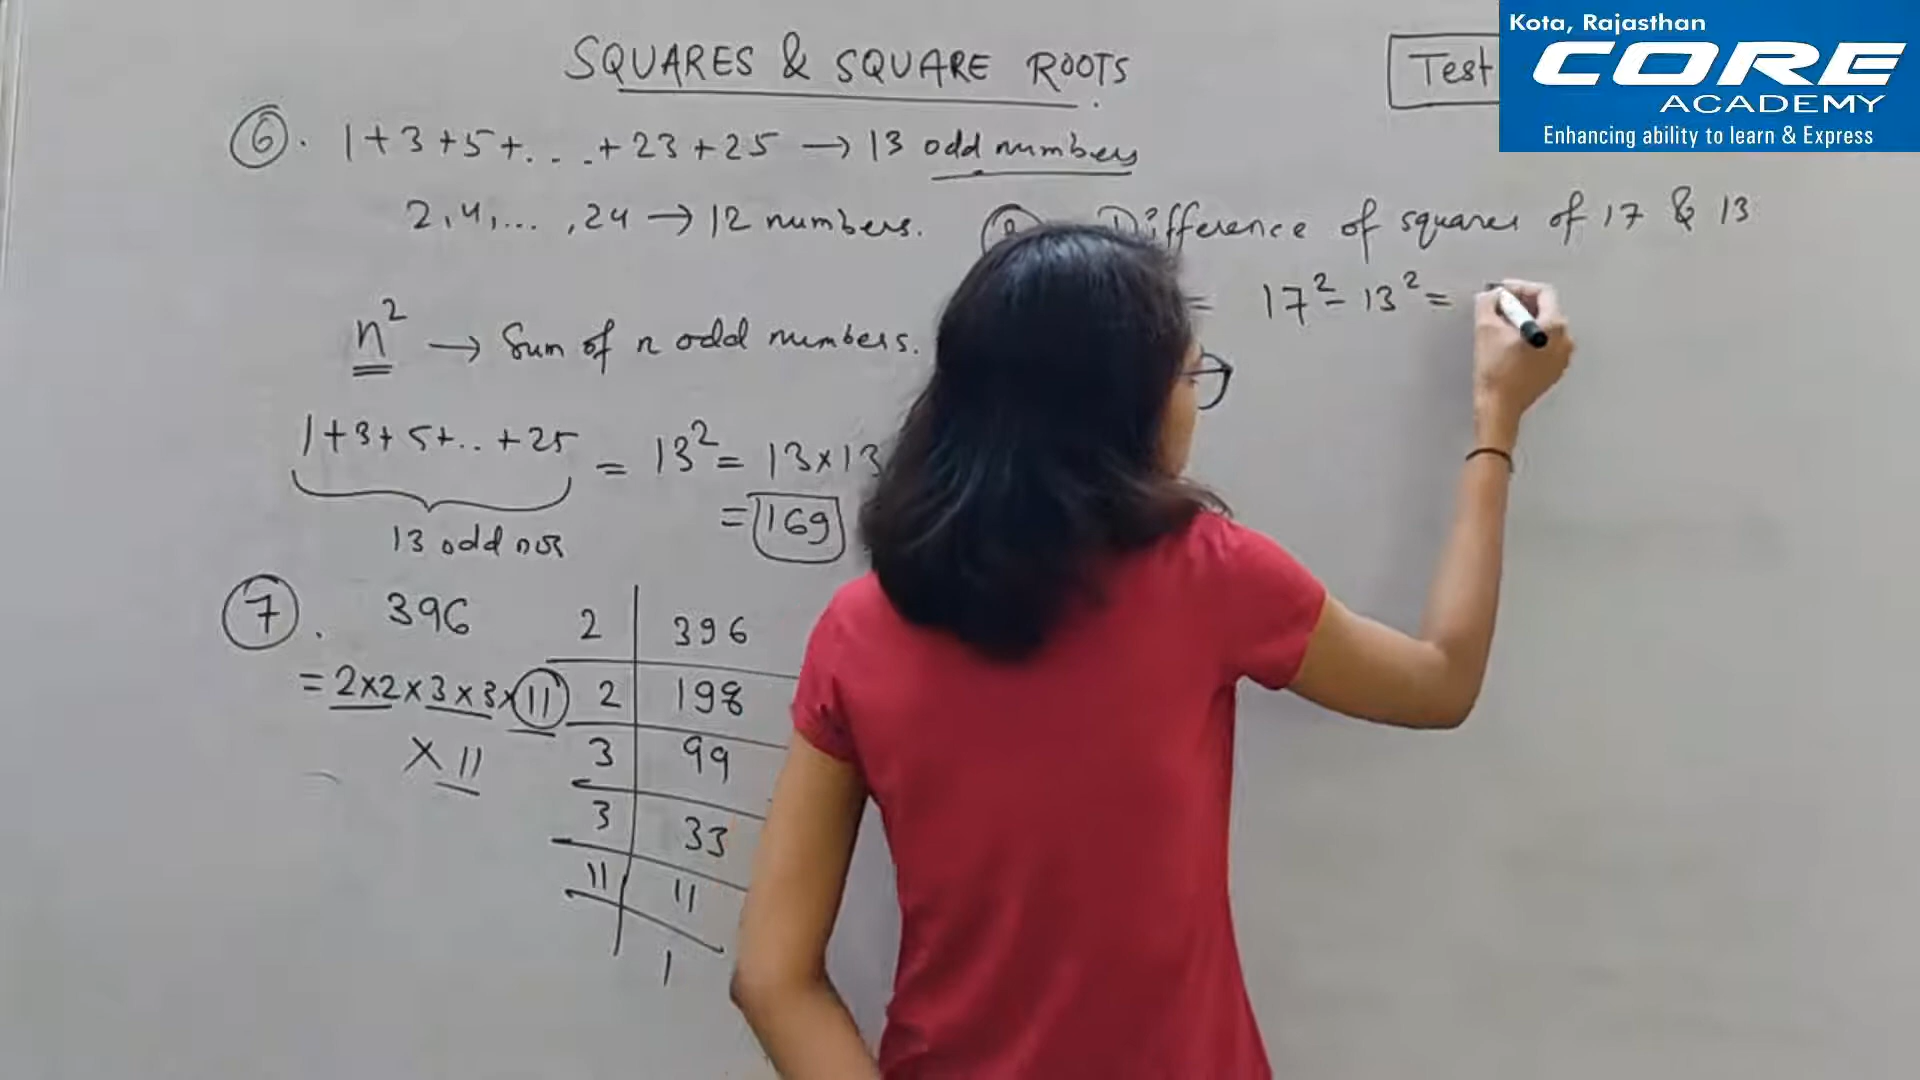 SQUARES & SQUARE ROOTS
Test
Kota, Rajasthan
CORE
ACADEMY
Enhancing ability to learn & Express
6. 1+3+5+....+23+25 → 13 odd numbers
2,4,...,24 → 12 numbers.
n² → Sum of n odd numbers.
1+3+5+..+25 = 13² = 13×13
= 169
13 odd nos
7. 396
= 2×2×3×3×11
×11
2 | 396
2 | 198
3 | 99
3 | 33
11 | 11
1
Difference of squares of 17 & 13
= 17² - 13² =